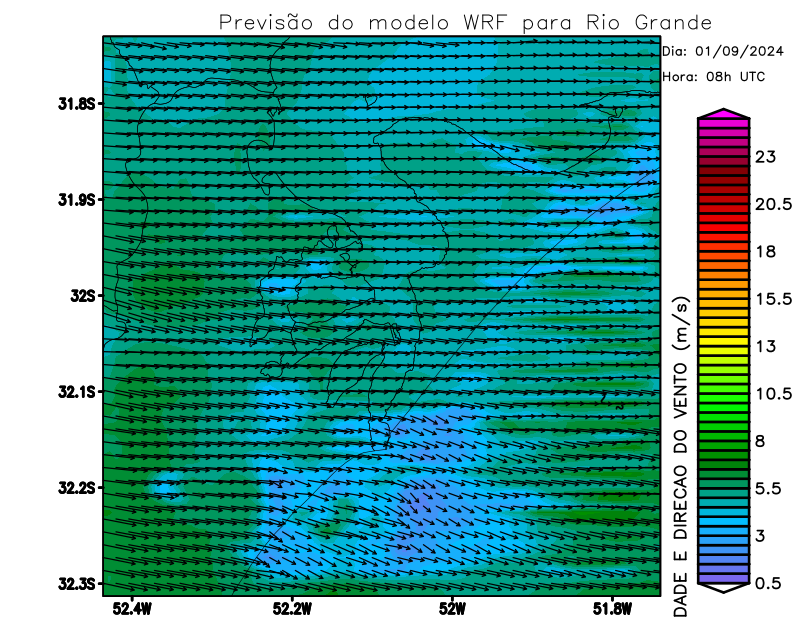 Previsão do modelo WRF para Rio Grande
Dia: 01/09/2024
Hora: 08h UTC
31.8S
31.9S
32S
32.1S
32.2S
32.3S
52.4W
52.2W
52W
51.8W
DADE E DIRECAO DO VENTO (m/s)
23
20.5
18
15.5
13
10.5
8
5.5
3
0.5